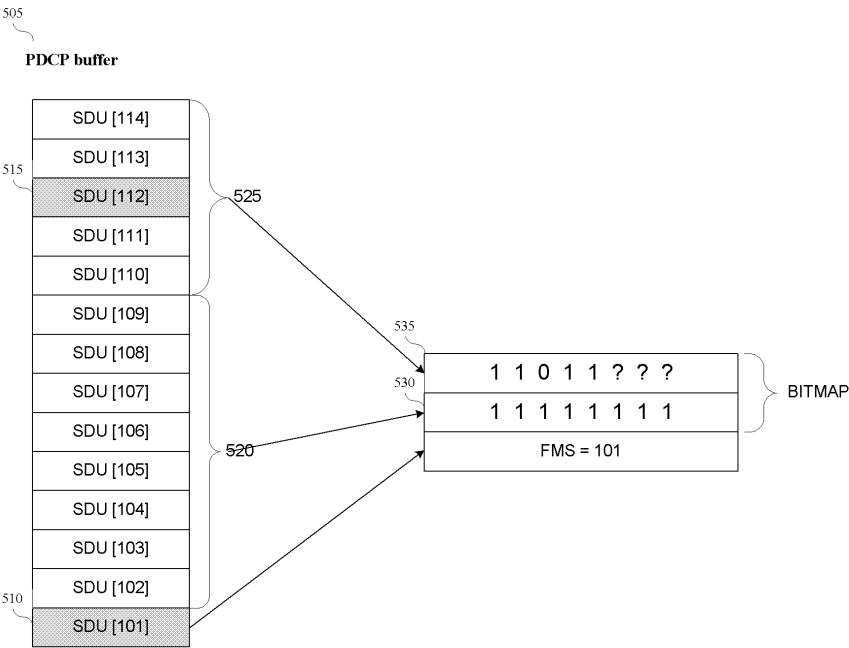 505
PDCP buffer
SDU [114]
SDU [113]
515
SDU [112]
525
SDU [111]
SDU [110]
SDU [109]
535
SDU [108]
1 1 0 1 1 ? ? ?
530
SDU [107]
BITMAP
1 1 1 1 1 1 1 1
SDU [106]
520
FMS = 101
SDU [105]
SDU [104]
SDU [103]
SDU [102]
510
SDU [101]